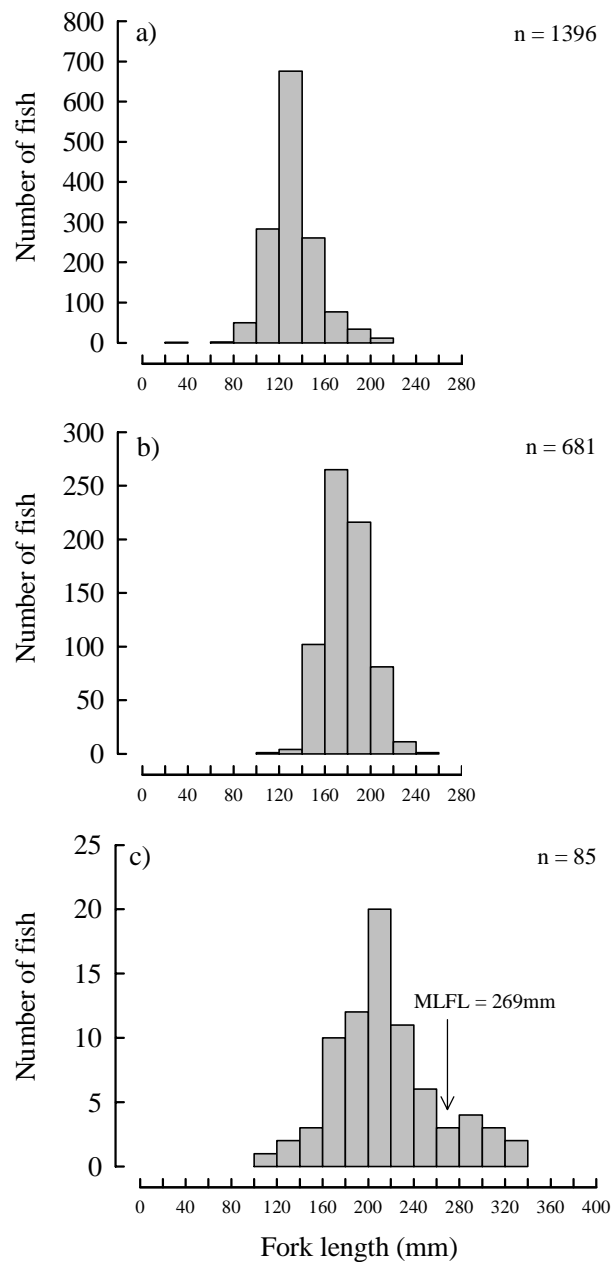 a)
n = 1396
800
700
600
500
400
300
200
100
0
Number of fish
0 40 80 120 160 200 240 280
b)
n = 681
300
250
200
150
100
50
0
Number of fish
0 40 80 120 160 200 240 280
c)
n = 85
25
20
15
10
5
0
Number of fish
MLFL = 269mm
0 40 80 120 160 200 240 280 320 360 400
Fork length (mm)